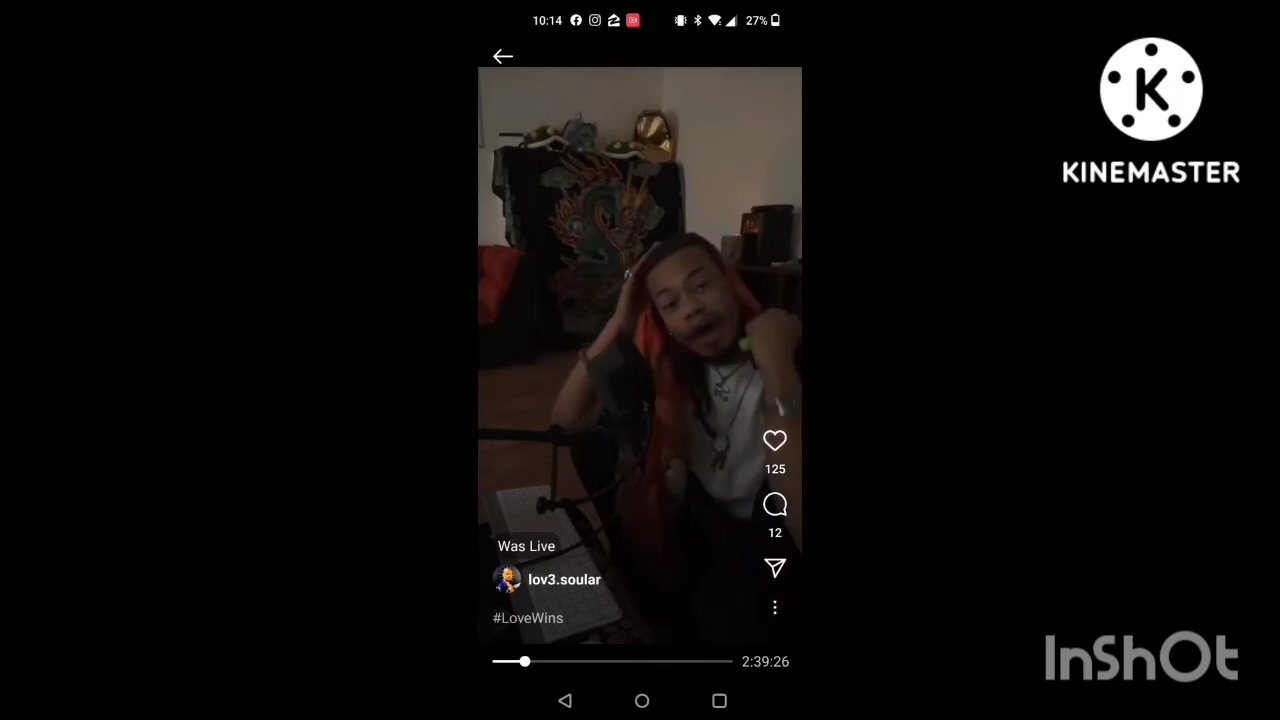 10:14
27%
K
KINEMASTER
125
12
Was Live
lov3.soular
#LoveWins
2:39:26
InShOt